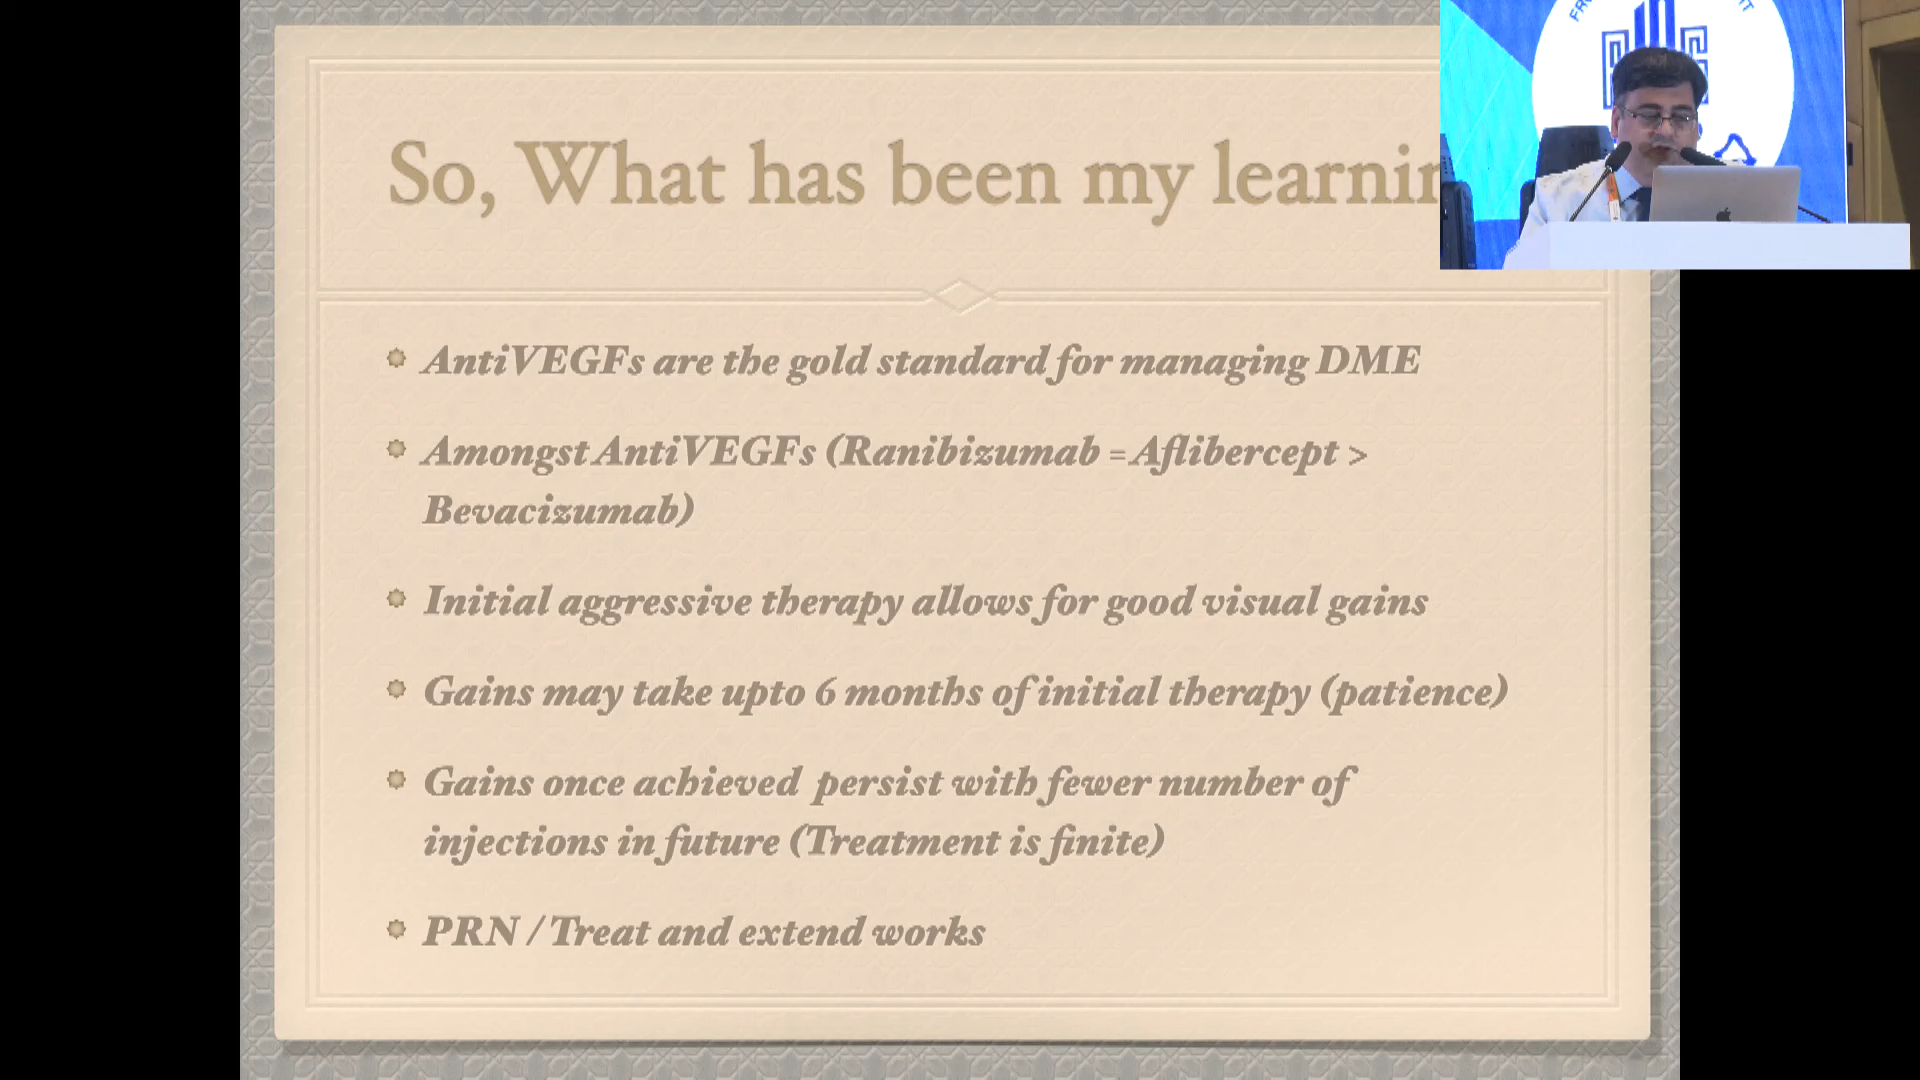 So, What has been my
AntiVEGFs are the gold standard for managing DME
Amongst AntiVEGFs (Ranibizumab = Aflibercept >
Bevacizumab)
Initial aggressive therapy allows for good visual gains
Gains may take upto 6 months of initial therapy (patience)
Gains once achieved persist with fewer number of
injections in future (Treatment is finite)
PRN / Treat and extend works